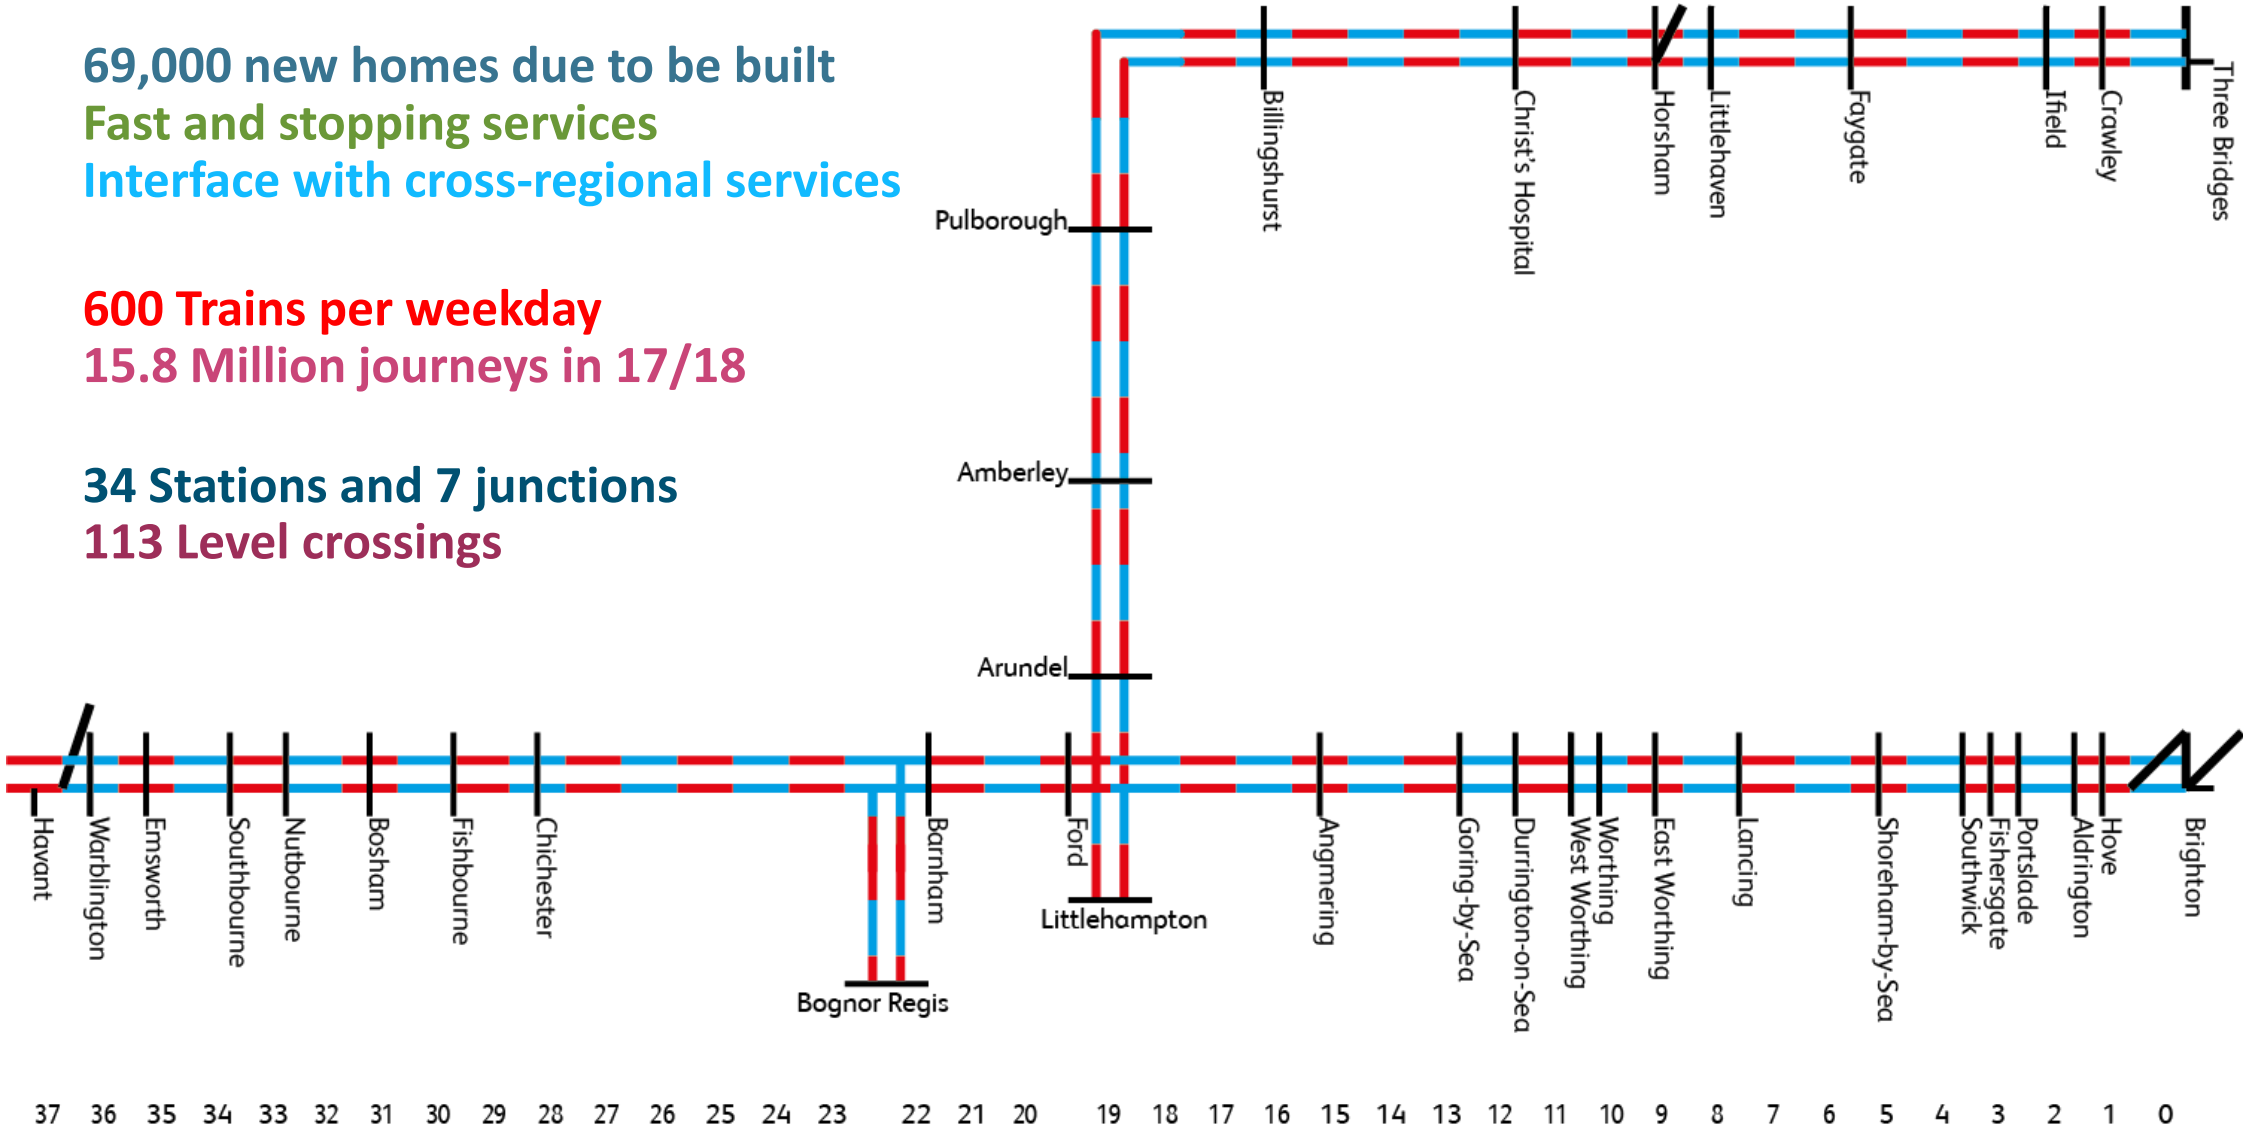 69,000 new homes due to be built
Fast and stopping services
Interface with cross-regional services
600 Trains per weekday
15.8 Million journeys in 17/18
34 Stations and 7 junctions
113 Level crossings
Billingshurst
Christ's Hospital
Horsham
Littlehaven
Faygate
Ifield
Crawley
Three Bridges
Pulborough
Amberley
Arundel
Havant
Warblington
Emsworth
Southbourne
Nutbourne
Bosham
Fishbourne
Chichester
Barnham
Ford
Angmering
Goring-by-Sea
Durrington-on-Sea
West Worthing
Worthing
East Worthing
Lancing
Shoreham-by-Sea
Southwick
Fishersgate
Portslade
Aldrington
Hove
Brighton
Littlehampton
Bognor Regis
37 36 35 34 33 32 31 30 29 28 27 26 25 24 23 22 21 20 19 18 17 16 15 14 13 12 11 10 9 8 7 6 5 4 3 2 1 0